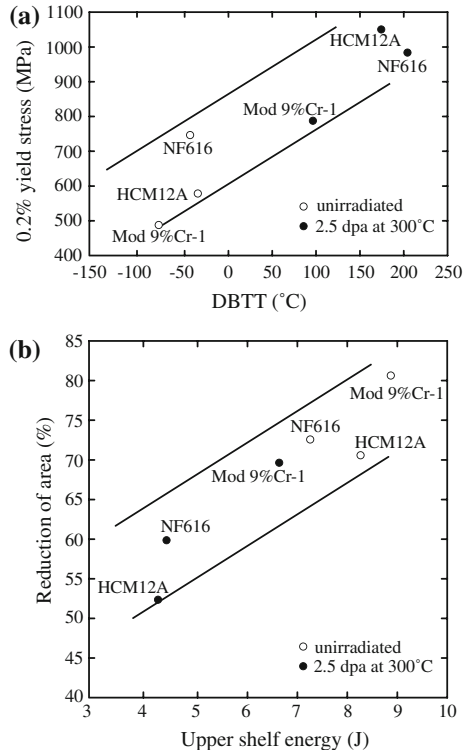 (a)
1100
1000
900
800
700
600
500
400
0.2% yield stress (MPa)
HCM12A
NF616
Mod 9%Cr-1
NF616
HCM12A
Mod 9%Cr-1
unirradiated
2.5 dpa at 300˚C
-150 -100 -50 0 50 100 150 200 250
DBTT (˚C)
(b)
85
80
75
70
65
60
55
50
45
40
Reduction of area (%)
Mod 9%Cr-1
NF616
HCM12A
Mod 9%Cr-1
NF616
HCM12A
unirradiated
2.5 dpa at 300˚C
3 4 5 6 7 8 9 10
Upper shelf energy (J)